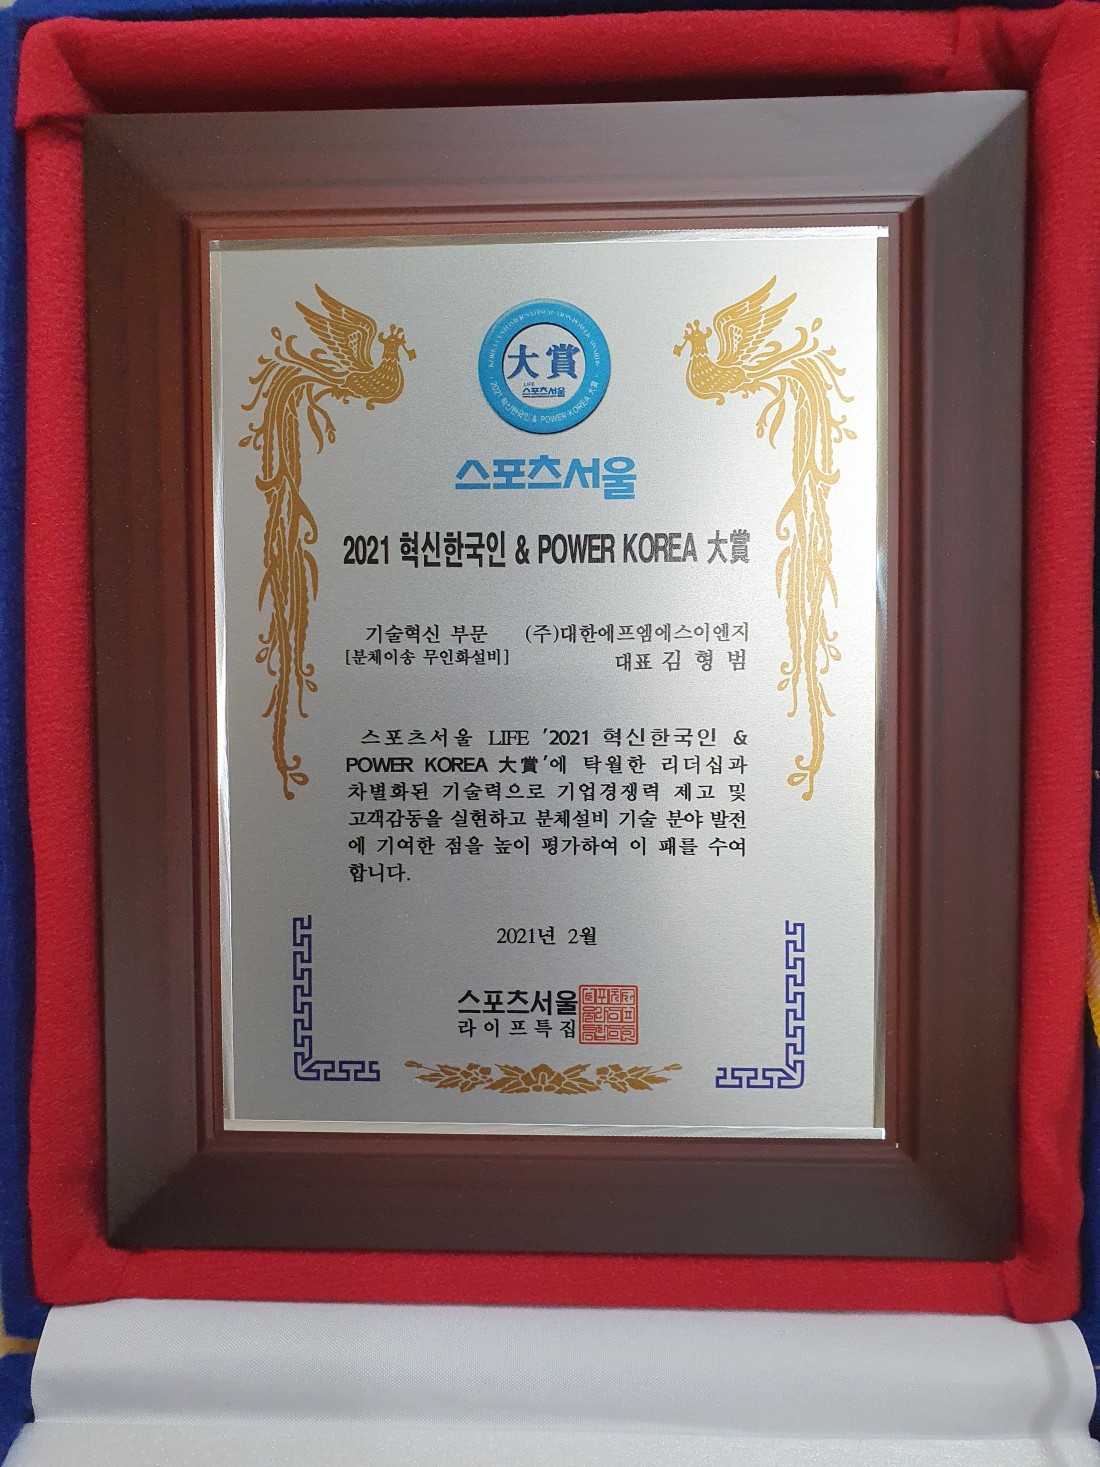 大賞
LIFE
스포츠서울
2021 혁신한국인 & POWER KOREA 大賞
스포츠서울
2021 혁신한국인 & POWER KOREA 大賞
기술혁신 부문 (주)대한에프엠에스이엔지
[분체이송 무인화설비] 대표 김 형 범
스포츠서울 LIFE '2021 혁신한국인 &
POWER KOREA 大賞'에 탁월한 리더십과
차별화된 기술력으로 기업경쟁력 제고 및
고객감동을 실현하고 분체설비 기술 분야 발전
에 기여한 점을 높이 평가하여 이 패를 수여
합니다.
2021년 2월
스포츠서울
라이프특집